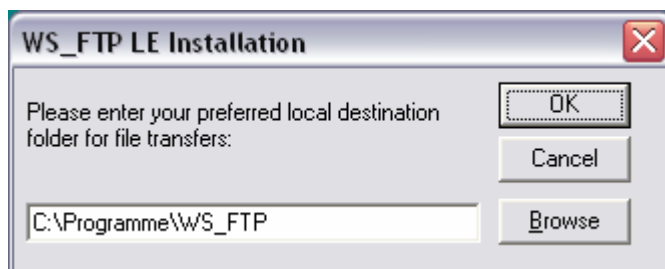 WS_FTP LE Installation
Please enter your preferred local destination
folder for file transfers:
OK
Cancel
C:\Programme\WS_FTP
Browse